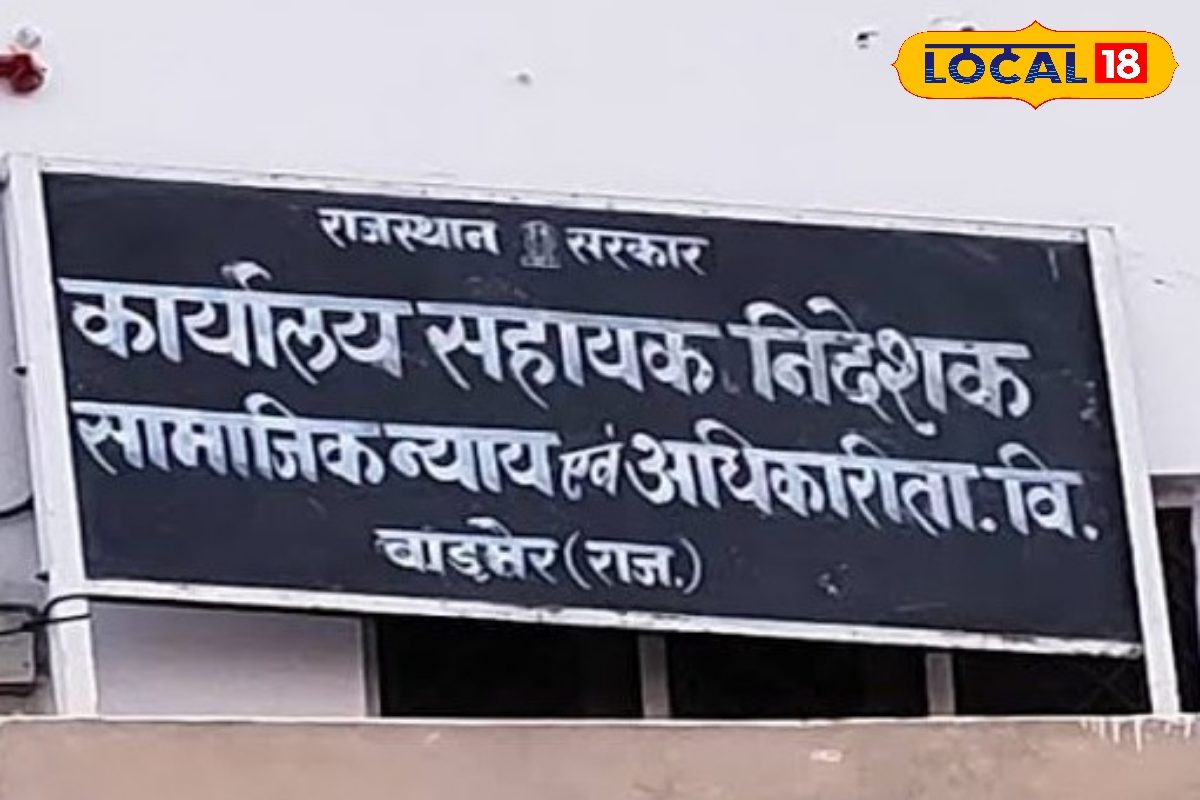 LOCAL 18
राजस्थान सरकार
कार्यालय सहायक निदेशक
सामाजिक न्याय एवं अधिकारीता. वि.
बाड़मेर (राज.)